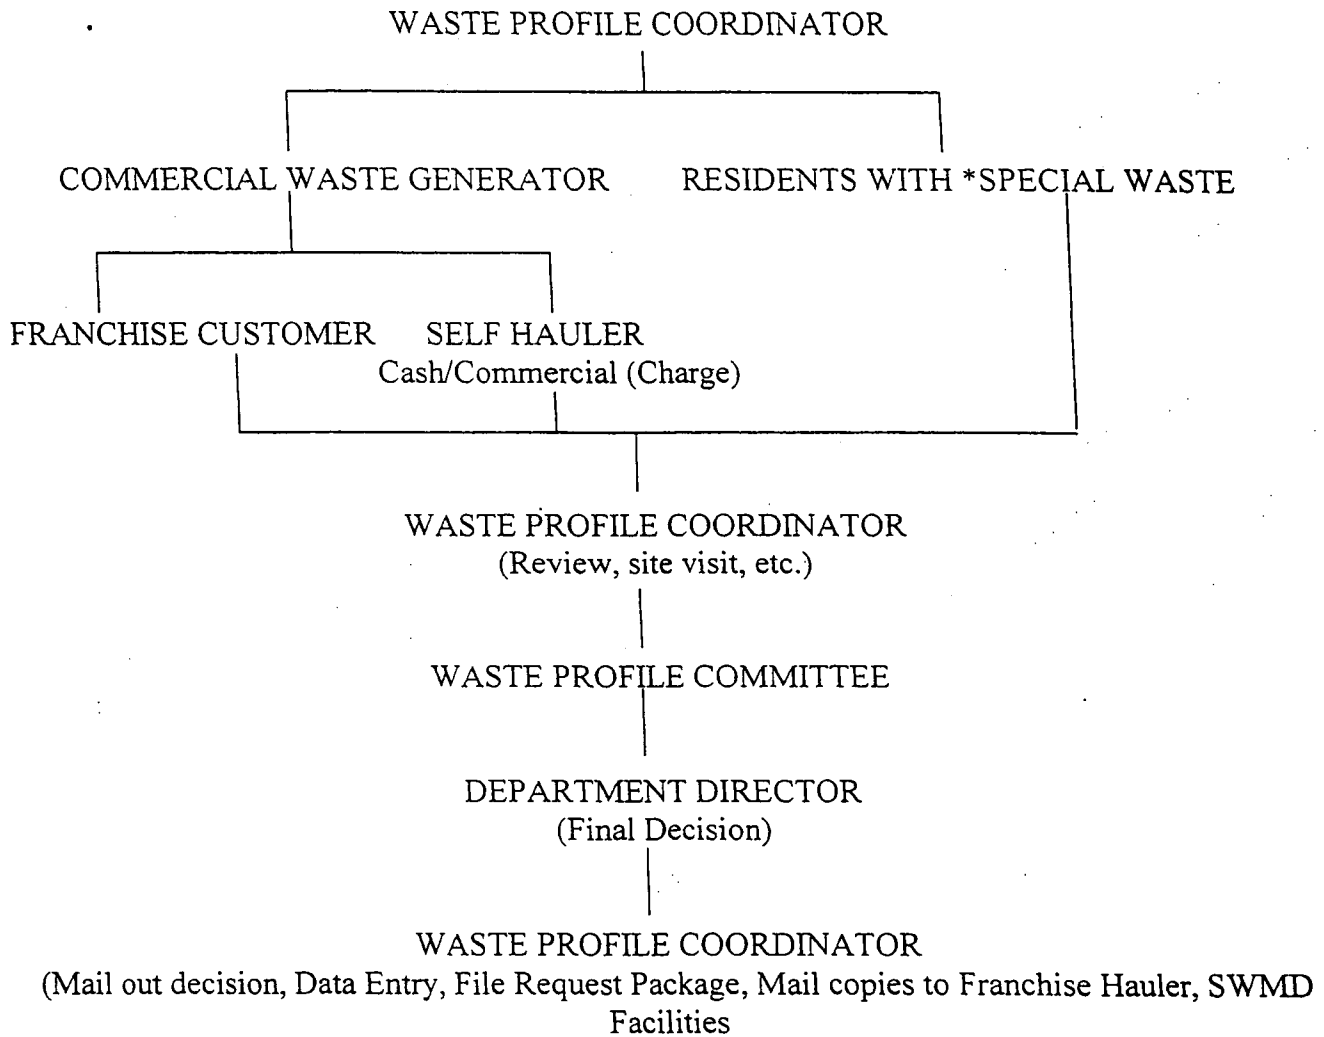 WASTE PROFILE COORDINATOR
COMMERCIAL WASTE GENERATOR
RESIDENTS WITH *SPECIAL WASTE
FRANCHISE CUSTOMER
SELF HAULER
Cash/Commercial (Charge)
WASTE PROFILE COORDINATOR
(Review, site visit, etc.)
WASTE PROFILE COMMITTEE
DEPARTMENT DIRECTOR
(Final Decision)
WASTE PROFILE COORDINATOR
(Mail out decision, Data Entry, File Request Package, Mail copies to Franchise Hauler, SWMD
Facilities